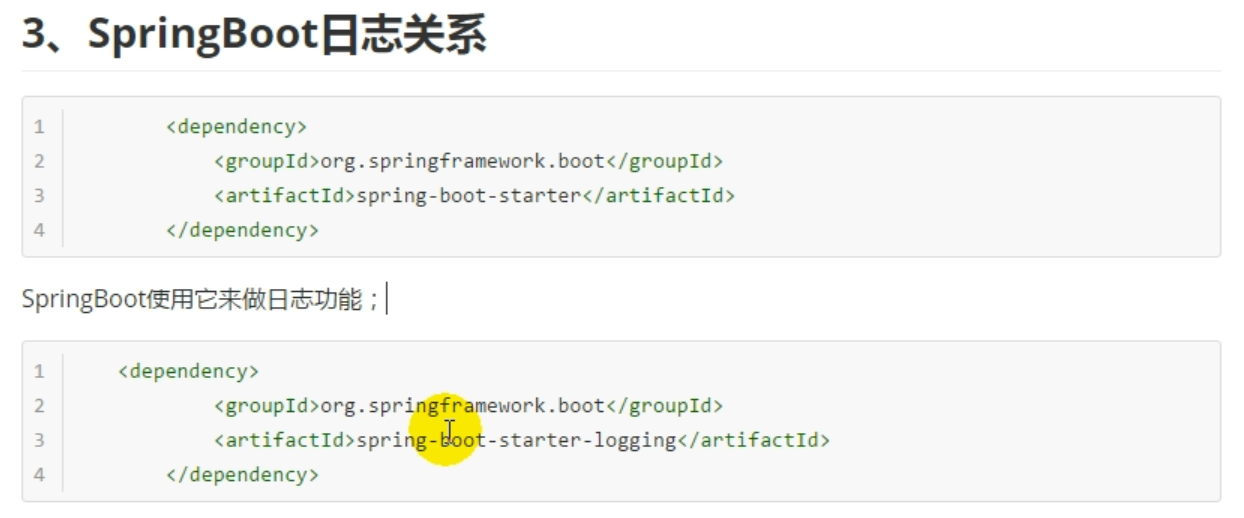 3、SpringBoot日志关系
1 <dependency>
2 <groupId>org.springframework.boot</groupId>
3 <artifactId>spring-boot-starter</artifactId>
4 </dependency>
SpringBoot使用它来做日志功能；
1 <dependency>
2 <groupId>org.springframework.boot</groupId>
3 <artifactId>spring-boot-starter-logging</artifactId>
4 </dependency>